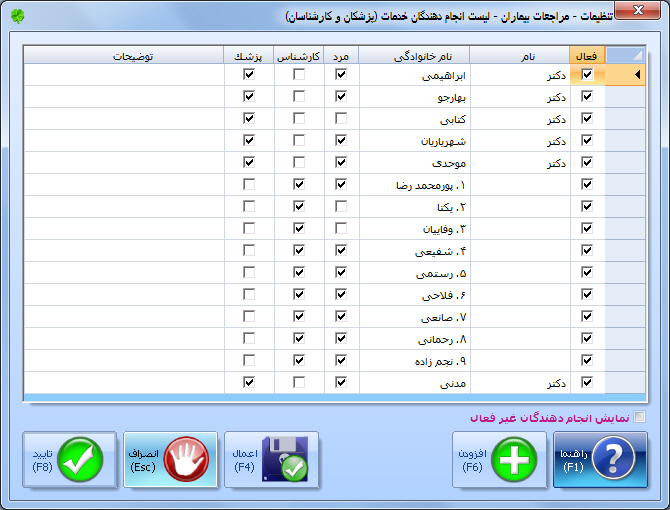 تنظیمات - مراجعات بیماران - لیست انجام دهندگان خدمات (پزشکان و کارشناسان)
فعال نام نام خانوادگی مرد کارشناس پزشك توضیحات
دکتر ابراهیمی
دکتر بهارجو
دکتر کتابی
دکتر شهریاریان
دکتر موحدی
۱. پورمحمد رضا
۲. یکتا
۳. وفاییان
۴. شفیعی
۵. رستمی
۶. فلاحی
۷. صانعی
۸. رحمانی
۹. نجم زاده
دکتر مدنی
نمایش انجام دهندگان غیر فعال
راهنما (F1)
افزودن (F6)
اعمال (F4)
انصراف (Esc)
تایید (F8)